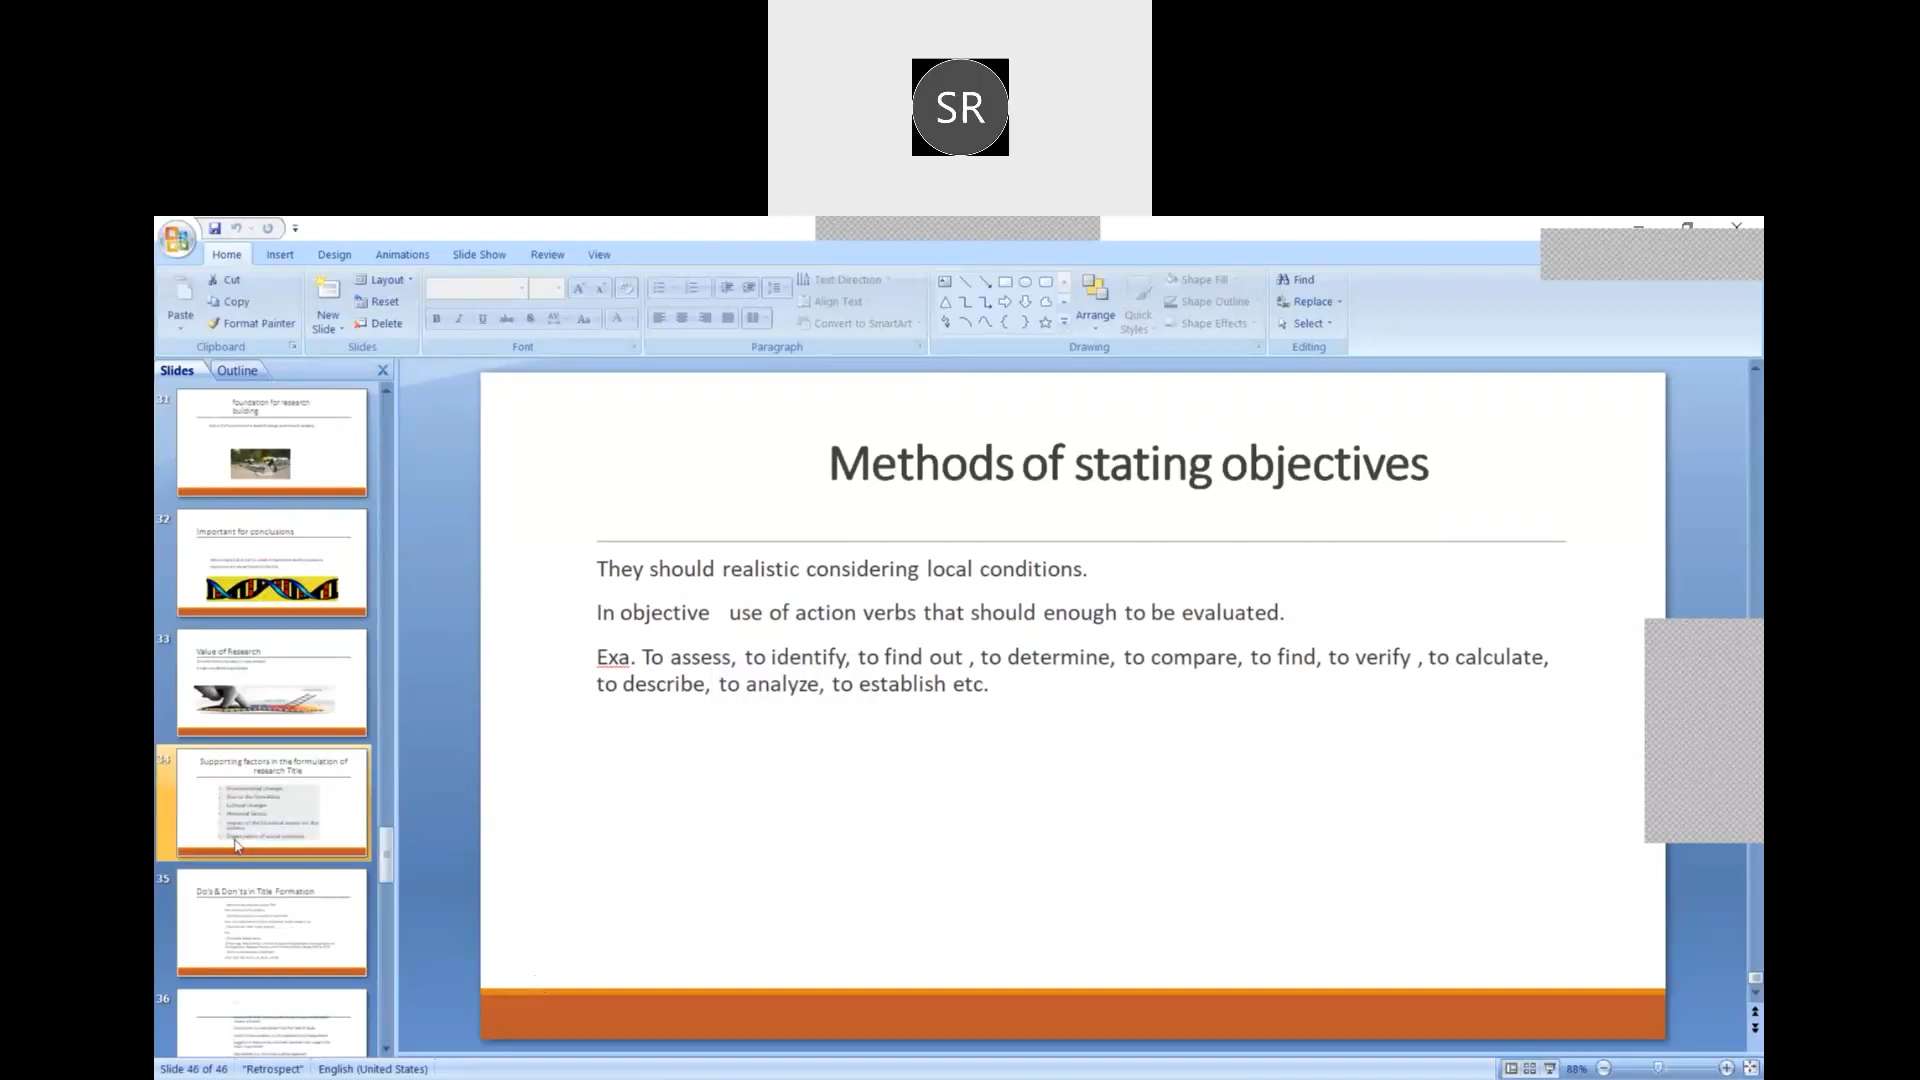 SR
Home Insert Design Animations Slide Show Review View
Paste
Cut
Copy
Format Painter
Clipboard
New
Slide
Layout
Reset
Delete
Slides
Font
Text Direction
Align Text
Convert to SmartArt
Paragraph
Arrange
Quick
Styles
Shape Fill
Shape Outline
Shape Effects
Drawing
Find
Replace
Select
Editing
Slides Outline
31
foundation for research
building
32
Important for conclusions
33
Value of Research
34
Supporting factors in the formulation of
research Title
35
Do's & Don'ts in Title Formation
36
Methods of stating objectives
They should realistic considering local conditions.
In objective use of action verbs that should enough to be evaluated.
Exa. To assess, to identify, to find out , to determine, to compare, to find, to verify , to calculate,
to describe, to analyze, to establish etc.
Slide 46 of 46 "Retrospect" English (United States) 88%